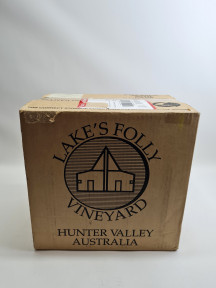 LAKE'S FOLLY
VINEYARD
HUNTER VALLEY
AUSTRALIA